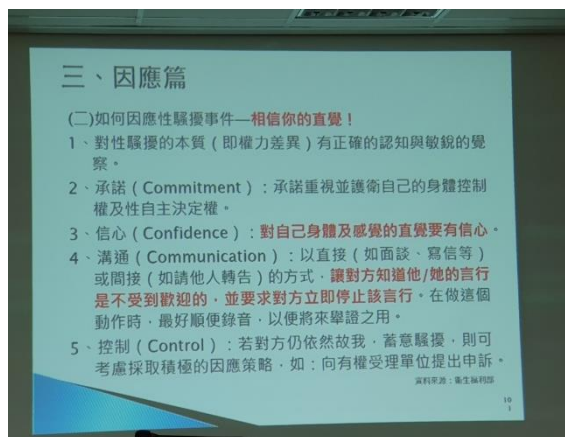 三、因應篇
(二)如何因應性騷擾事件—相信你的直覺！
1、對性騷擾的本質（即權力差異）有正確的認知與敏銳的覺
察。
2、承諾（Commitment）：承諾重視並護衛自己的身體控制
權及性自主決定權。
3、信心（Confidence）：對自己身體及感覺的直覺要有信心。
4、溝通（Communication）：以直接（如面談、寫信等）
或間接（如請他人轉告）的方式，讓對方知道他/她的言行
是不受到歡迎的，並要求對方立即停止該言行。在做這個
動作時，最好順便錄音，以便將來舉證之用。
5、控制（Control）：若對方仍依然故我，蓄意騷擾，則可
考慮採取積極的因應策略，如：向有權受理單位提出申訴。
資料來源：衛生福利部
10
1